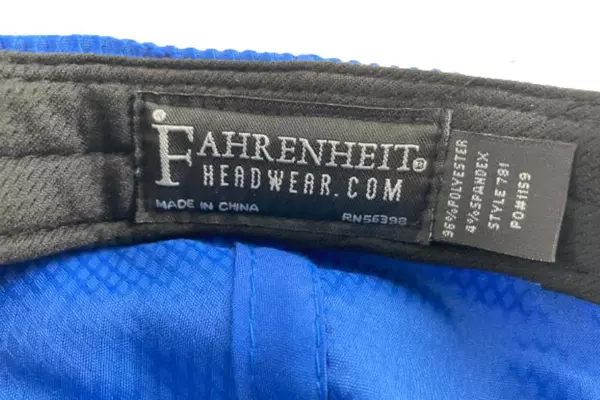 FAHRENHEIT®
HEADWEAR.COM
MADE IN CHINA
RN56398
96%POLYESTER
4%SPANDEX
STYLE 781
PO#1159